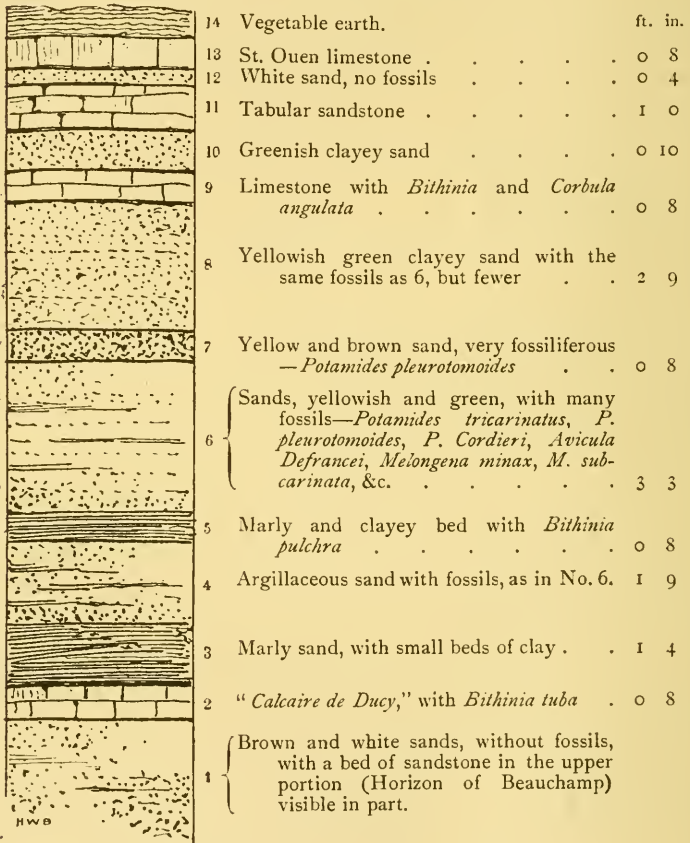 ft. in.
14 Vegetable earth.
13 St. Ouen limestone . . . . . 0 8
12 White sand, no fossils . . . . 0 4
11 Tabular sandstone . . . . . 1 0
10 Greenish clayey sand . . . . 0 10
9 Limestone with Bithinia and Corbula
angulata . . . . . . 0 8
8 Yellowish green clayey sand with the
same fossils as 6, but fewer . . 2 9
7 Yellow and brown sand, very fossiliferous
—Potamides pleurotomoides . . 0 8
6 { Sands, yellowish and green, with many
fossils—Potamides tricarinatus, P.
pleurotomoides, P. Cordieri, Avicula
Defrancei, Melongena minax, M. sub-
carinata, &c. . . . . . 3 3
5 Marly and clayey bed with Bithinia
pulchra . . . . . . 0 8
4 Argillaceous sand with fossils, as in No. 6. 1 9
3 Marly sand, with small beds of clay . . 1 4
2 "Calcaire de Ducy," with Bithinia tuba . 0 8
1 { Brown and white sands, without fossils,
with a bed of sandstone in the upper
portion (Horizon of Beauchamp)
visible in part.
HWB